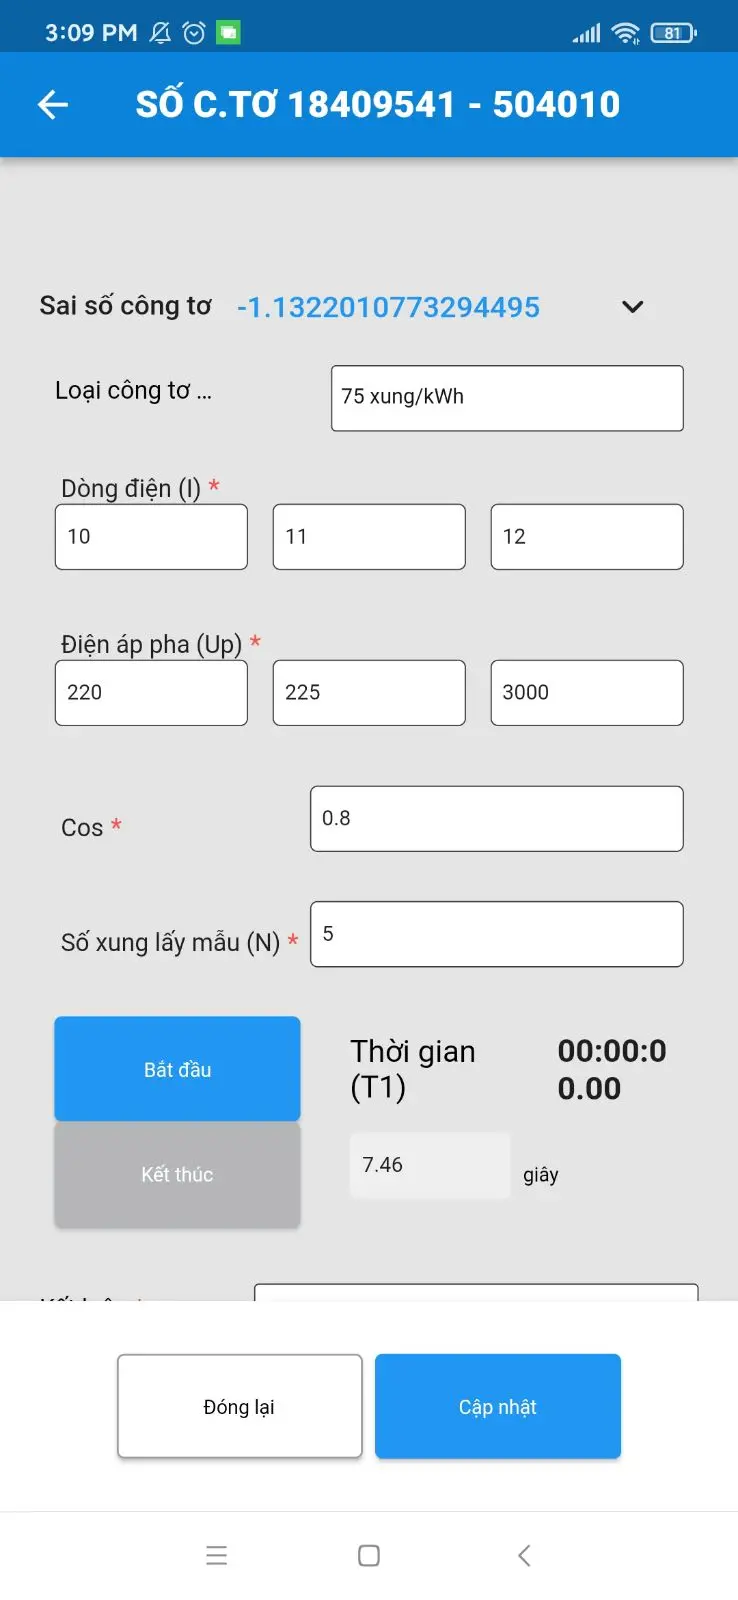 3:09 PM
81
SỐ C.TƠ 18409541 - 504010
Sai số công tơ -1.1322010773294495
Loại công tơ ...
75 xung/kWh
Dòng điện (I) *
10
11
12
Điện áp pha (Up) *
220
225
3000
Cos *
0.8
Số xung lấy mẫu (N) *
5
Bắt đầu
Thời gian
(T1)
00:00:0
0.00
Kết thúc
7.46
giây
Đóng lại
Cập nhật